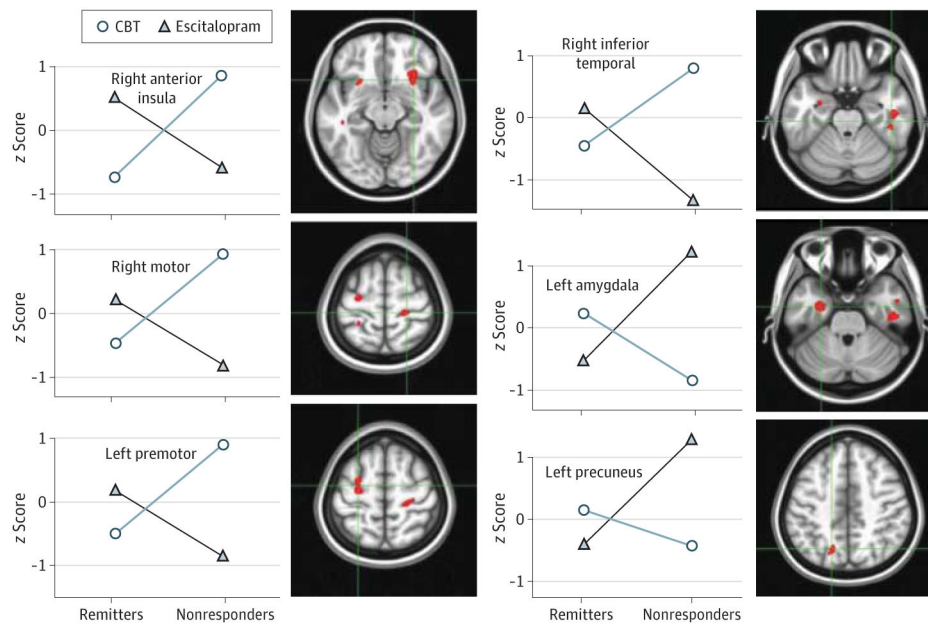 CBT Escitalopram
Right anterior
insula
z Score
1
0
-1
Right motor
z Score
1
0
-1
Left premotor
z Score
1
0
-1
Remitters Nonresponders
Right inferior
temporal
z Score
1
0
-1
Left amygdala
z Score
1
0
-1
Left precuneus
z Score
1
0
-1
Remitters Nonresponders